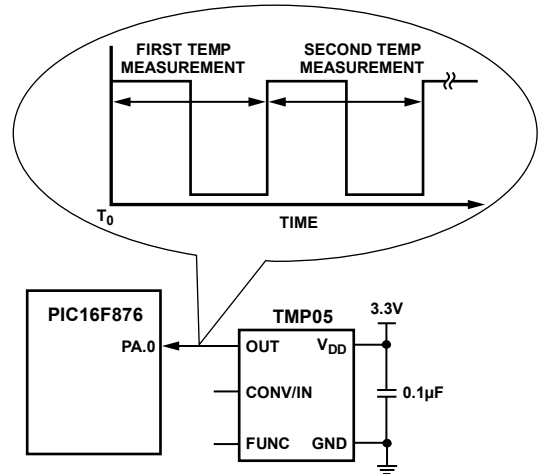 FIRST TEMP
MEASUREMENT
SECOND TEMP
MEASUREMENT
T0
TIME
PIC16F876
PA.0
TMP05
3.3V
OUT
VDD
CONV/IN
0.1µF
FUNC
GND